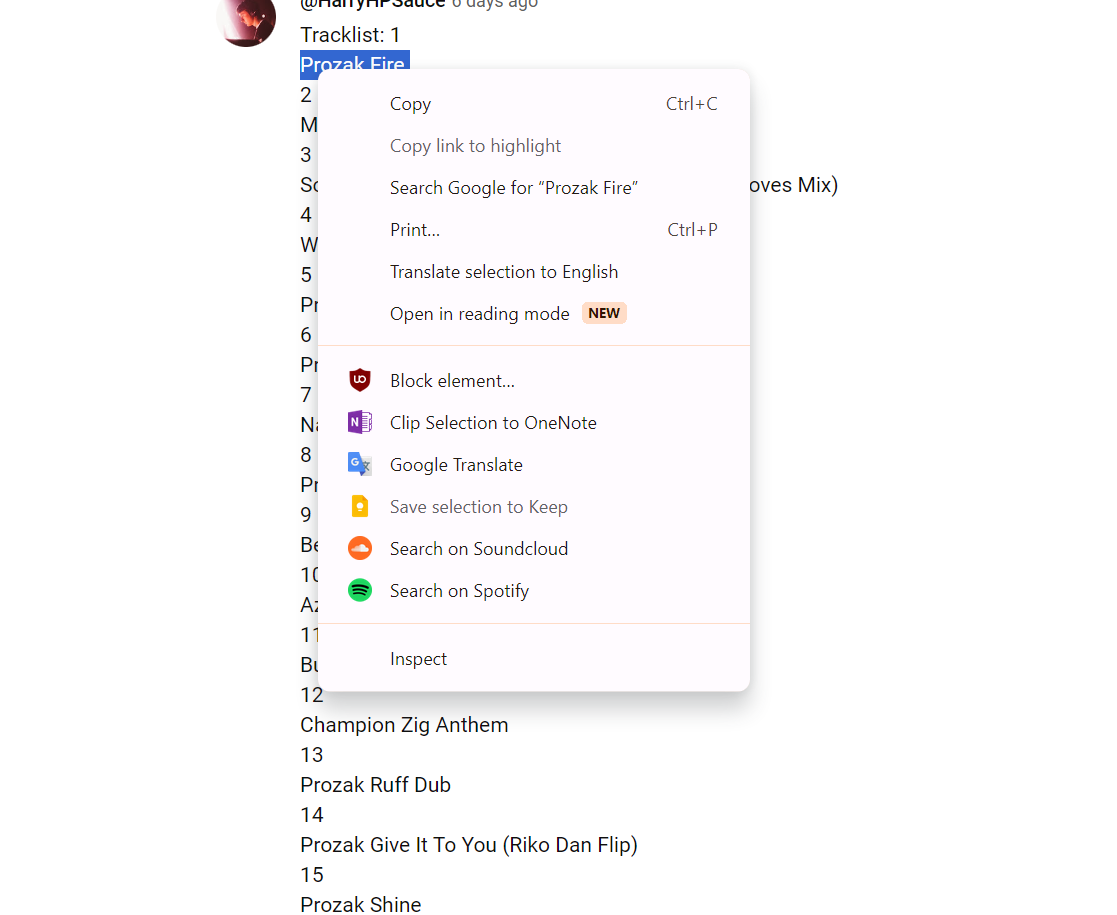 @HarryHPSauce 6 days ago
Tracklist: 1
Prozak Fire
2
M
3
So
oves Mix)
4
W
5
Pr
6
Pr
7
Na
8
Pr
9
Be
10
Az
11
Bu
12
Champion Zig Anthem
13
Prozak Ruff Dub
14
Prozak Give It To You (Riko Dan Flip)
15
Prozak Shine
Copy Ctrl+C
Copy link to highlight
Search Google for “Prozak Fire”
Print... Ctrl+P
Translate selection to English
Open in reading mode NEW
Block element...
Clip Selection to OneNote
Google Translate
Save selection to Keep
Search on Soundcloud
Search on Spotify
Inspect